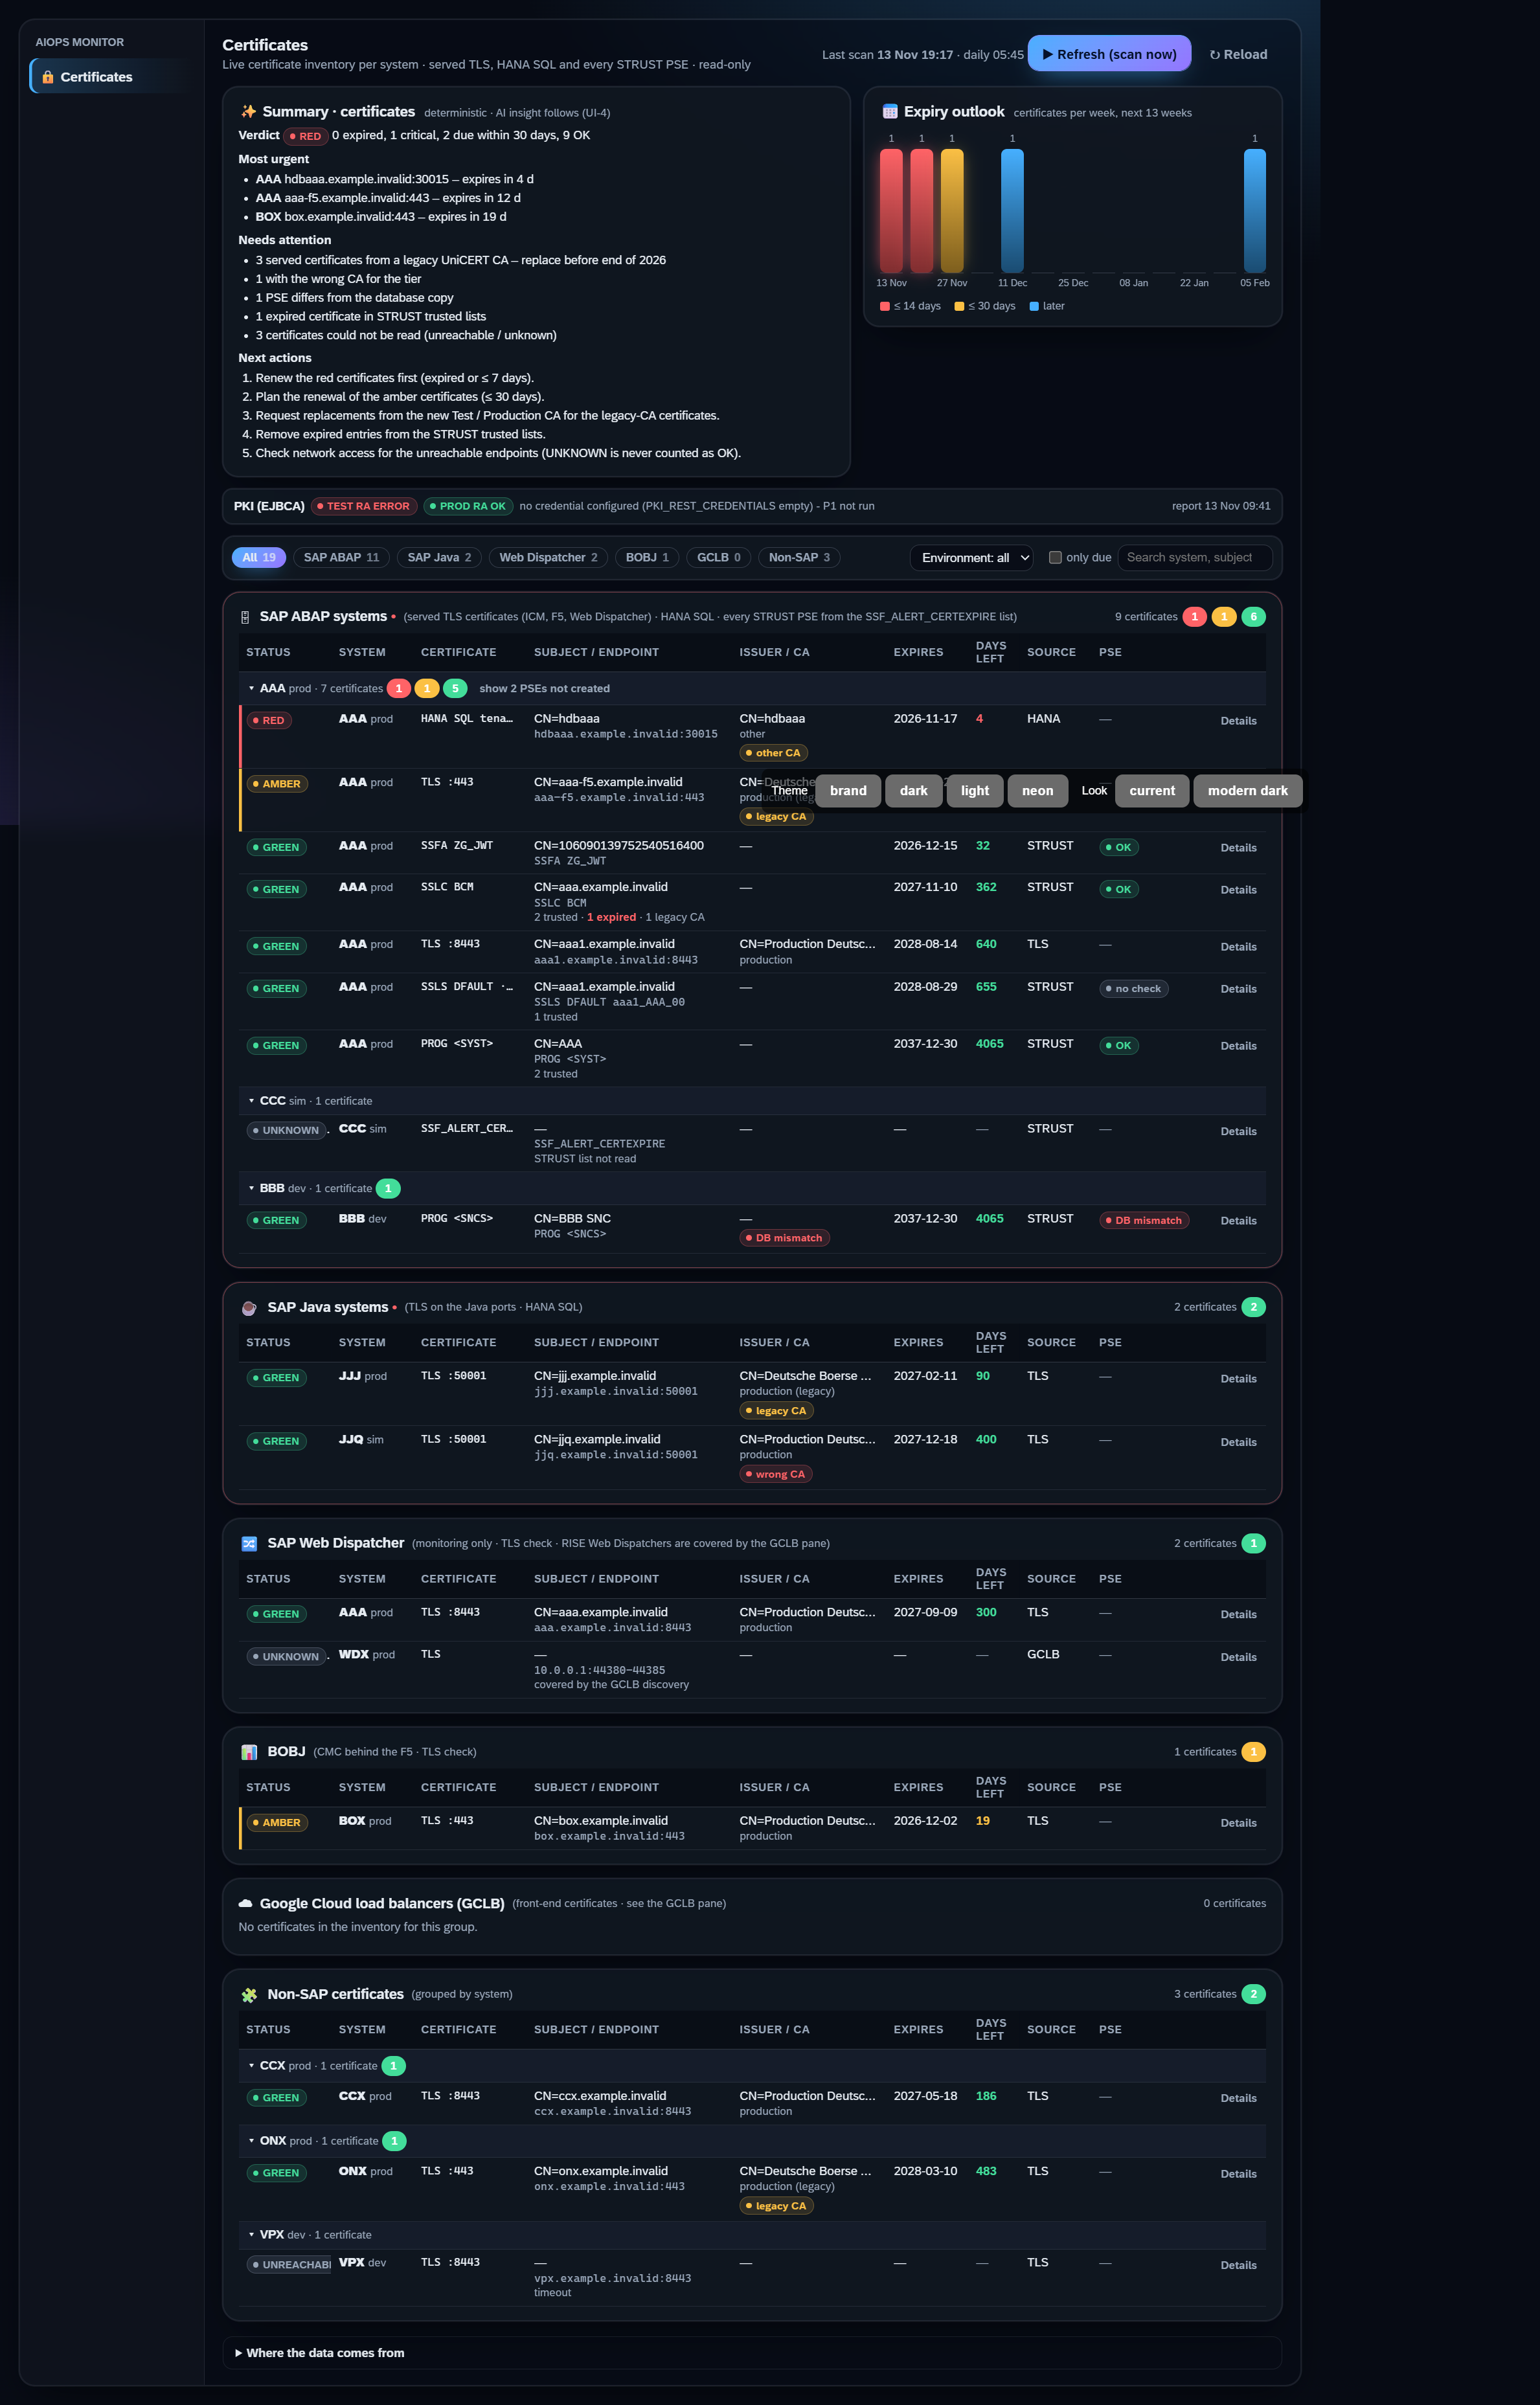 AIOPS MONITOR
Certificates
Certificates
Live certificate inventory per system · served TLS, HANA SQL and every STRUST PSE · read-only
Last scan 13 Nov 19:17 · daily 05:45
▶ Refresh (scan now)
↻ Reload
Summary · certificates deterministic · AI insight follows (UI-4)
Verdict RED 0 expired, 1 critical, 2 due within 30 days, 9 OK
Most urgent
• AAA hdbaaa.example.invalid:30015 – expires in 4 d
• AAA aaa-f5.example.invalid:443 – expires in 12 d
• BOX box.example.invalid:443 – expires in 19 d
Needs attention
• 3 served certificates from a legacy UniCERT CA – replace before end of 2026
• 1 with the wrong CA for the tier
• 1 PSE differs from the database copy
• 1 expired certificate in STRUST trusted lists
• 3 certificates could not be read (unreachable / unknown)
Next actions
1. Renew the red certificates first (expired or ≤ 7 days).
2. Plan the renewal of the amber certificates (≤ 30 days).
3. Request replacements from the new Test / Production CA for the legacy-CA certificates.
4. Remove expired entries from the STRUST trusted lists.
5. Check network access for the unreachable endpoints (UNKNOWN is never counted as OK).
Expiry outlook certificates per week, next 13 weeks
1 1 1 1 1
13 Nov 27 Nov 11 Dec 25 Dec 08 Jan 22 Jan 05 Feb
≤ 14 days ≤ 30 days later
PKI (EJBCA) TEST RA ERROR PROD RA OK no credential configured (PKI_REST_CREDENTIALS empty) - P1 not run report 13 Nov 09:41
All 19 SAP ABAP 11 SAP Java 2 Web Dispatcher 2 BOBJ 1 GCLB 0 Non-SAP 3 Environment: all only due Search system, subject
SAP ABAP systems • (served TLS certificates (ICM, F5, Web Dispatcher) · HANA SQL · every STRUST PSE from the SSF_ALERT_CERTEXPIRE list) 9 certificates 1 1 6
STATUS SYSTEM CERTIFICATE SUBJECT / ENDPOINT ISSUER / CA EXPIRES DAYS LEFT SOURCE PSE
AAA prod · 7 certificates 1 1 5 show 2 PSEs not created
RED AAA prod HANA SQL tena… CN=hdbaaa CN=hdbaaa 2026-11-17 4 HANA — Details
hdbaaa.example.invalid:30015 other
other CA
AMBER AAA prod TLS :443 CN=aaa-f5.example.invalid CN=Deutsche
aaa-f5.example.invalid:443
legacy CA
Theme brand dark light neon Look current modern dark
GREEN AAA prod SSFA ZG_JWT CN=106090139752540516400 — 2026-12-15 32 STRUST OK Details
SSFA ZG_JWT
GREEN AAA prod SSLC BCM CN=aaa.example.invalid — 2027-11-10 362 STRUST OK Details
SSLC BCM
2 trusted · 1 expired · 1 legacy CA
GREEN AAA prod TLS :8443 CN=aaa1.example.invalid CN=Production Deutsc… 2028-08-14 640 TLS — Details
aaa1.example.invalid:8443 production
GREEN AAA prod SSLS DFAULT ·… CN=aaa1.example.invalid — 2028-08-29 655 STRUST no check Details
SSLS DFAULT aaa1_AAA_00
1 trusted
GREEN AAA prod PROG <SYST> CN=AAA — 2037-12-30 4065 STRUST OK Details
PROG <SYST>
2 trusted
CCC sim · 1 certificate
UNKNOWN CCC sim SSF_ALERT_CER… — — — — STRUST — Details
SSF_ALERT_CERTEXPIRE
STRUST list not read
BBB dev · 1 certificate 1
GREEN BBB dev PROG <SNCS> CN=BBB SNC — 2037-12-30 4065 STRUST DB mismatch Details
PROG <SNCS> DB mismatch
SAP Java systems • (TLS on the Java ports · HANA SQL) 2 certificates 2
STATUS SYSTEM CERTIFICATE SUBJECT / ENDPOINT ISSUER / CA EXPIRES DAYS LEFT SOURCE PSE
GREEN JJJ prod TLS :50001 CN=jjj.example.invalid CN=Deutsche Boerse … 2027-02-11 90 TLS — Details
jjj.example.invalid:50001 production (legacy)
legacy CA
GREEN JJQ sim TLS :50001 CN=jjq.example.invalid CN=Production Deutsc… 2027-12-18 400 TLS — Details
jjq.example.invalid:50001 production
wrong CA
SAP Web Dispatcher (monitoring only · TLS check · RISE Web Dispatchers are covered by the GCLB pane) 2 certificates 1
STATUS SYSTEM CERTIFICATE SUBJECT / ENDPOINT ISSUER / CA EXPIRES DAYS LEFT SOURCE PSE
GREEN AAA prod TLS :8443 CN=aaa.example.invalid CN=Production Deutsc… 2027-09-09 300 TLS — Details
aaa.example.invalid:8443 production
UNKNOWN WDX prod TLS — — — — GCLB — Details
10.0.0.1:44380-44385
covered by the GCLB discovery
BOBJ (CMC behind the F5 · TLS check) 1 certificates 1
STATUS SYSTEM CERTIFICATE SUBJECT / ENDPOINT ISSUER / CA EXPIRES DAYS LEFT SOURCE PSE
AMBER BOX prod TLS :443 CN=box.example.invalid CN=Production Deutsc… 2026-12-02 19 TLS — Details
box.example.invalid:443 production
Google Cloud load balancers (GCLB) (front-end certificates · see the GCLB pane) 0 certificates
No certificates in the inventory for this group.
Non-SAP certificates (grouped by system) 3 certificates 2
STATUS SYSTEM CERTIFICATE SUBJECT / ENDPOINT ISSUER / CA EXPIRES DAYS LEFT SOURCE PSE
CCX prod · 1 certificate 1
GREEN CCX prod TLS :8443 CN=ccx.example.invalid CN=Production Deutsc… 2027-05-18 186 TLS — Details
ccx.example.invalid:8443 production
ONX prod · 1 certificate 1
GREEN ONX prod TLS :443 CN=onx.example.invalid CN=Deutsche Boerse … 2028-03-10 483 TLS — Details
onx.example.invalid:443 production (legacy)
legacy CA
VPX dev · 1 certificate
UNREACHABL VPX dev TLS :8443 — — — — TLS — Details
vpx.example.invalid:8443
timeout
▶ Where the data comes from